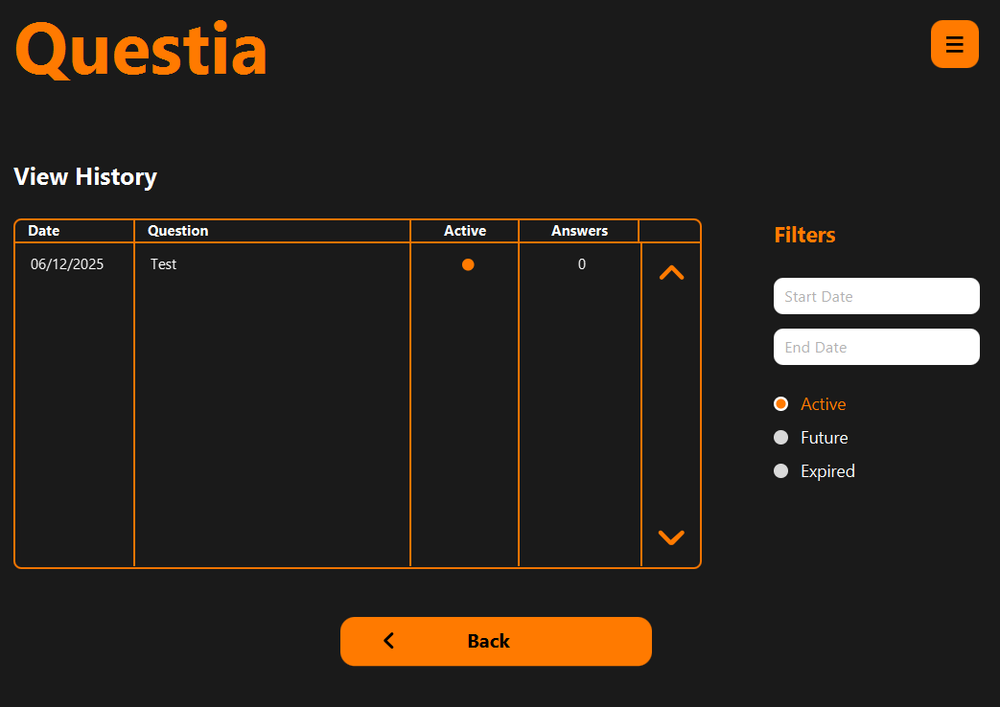 Questia
View History
Date Question Active Answers
06/12/2025 Test 0
Filters
Start Date
End Date
Active
Future
Expired
Back